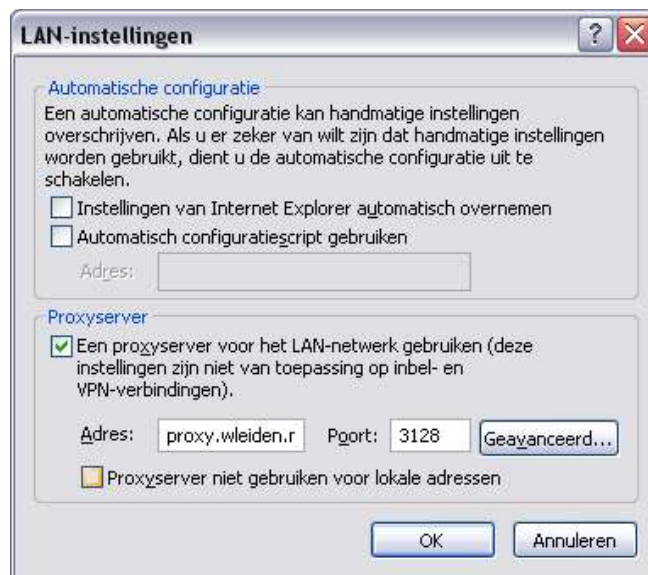 LAN-instellingen
Automatische configuratie
Een automatische configuratie kan handmatige instellingen
overschrijven. Als u er zeker van wilt zijn dat handmatige instellingen
worden gebruikt, dient u de automatische configuratie uit te
schakelen.
Instellingen van Internet Explorer automatisch overnemen
Automatisch configuratiescript gebruiken
Adres:
Proxyserver
Een proxyserver voor het LAN-netwerk gebruiken (deze
instellingen zijn niet van toepassing op inbel- en
VPN-verbindingen).
Adres: proxy.wleiden.r Poort: 3128 Geavanceerd...
Proxyserver niet gebruiken voor lokale adressen
OK Annuleren